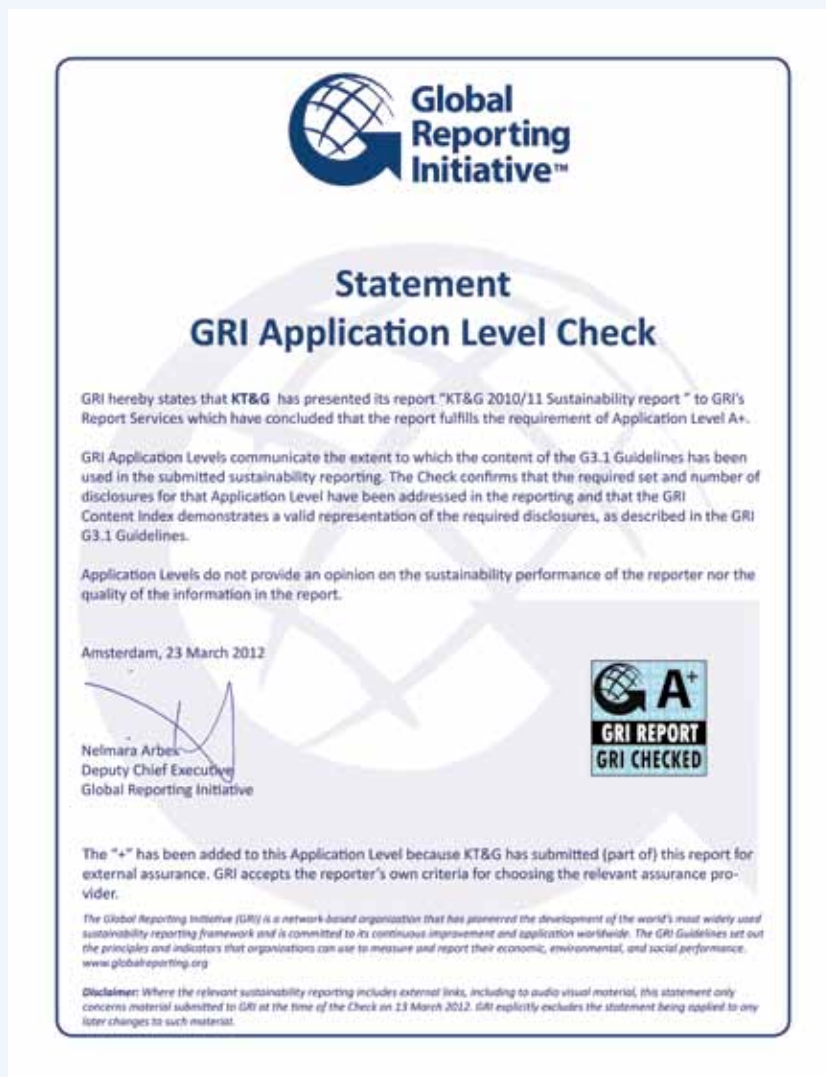 Global
Reporting
Initiative™
Statement
GRI Application Level Check
GRI hereby states that KT&G has presented its report "KT&G 2010/11 Sustainability report " to GRI's
Report Services which have concluded that the report fulfills the requirement of Application Level A+.
GRI Application Levels communicate the extent to which the content of the G3.1 Guidelines has been
used in the submitted sustainability reporting. The Check confirms that the required set and number of
disclosures for that Application Level have been addressed in the reporting and that the GRI
Content Index demonstrates a valid representation of the required disclosures, as described in the GRI
G3.1 Guidelines.
Application Levels do not provide an opinion on the sustainability performance of the reporter nor the
quality of the information in the report.
Amsterdam, 23 March 2012
Nelmara Arbex
Deputy Chief Executive
Global Reporting Initiative
A+
GRI REPORT
GRI CHECKED
The "+" has been added to this Application Level because KT&G has submitted (part of) this report for
external assurance. GRI accepts the reporter's own criteria for choosing the relevant assurance pro-
vider.
The Global Reporting Initiative (GRI) is a network-based organization that has pioneered the development of the world's most widely used
sustainability reporting framework and is committed to its continuous improvement and application worldwide. The GRI Guidelines set out
the principles and indicators that organizations can use to measure and report their economic, environmental, and social performance.
www.globalreporting.org
Disclaimer: Where the relevant sustainability reporting includes external links, including to audio visual material, this statement only
concerns material submitted to GRI at the time of the Check on 13 March 2012. GRI explicitly excludes the statement being applied to any
later changes to such material.